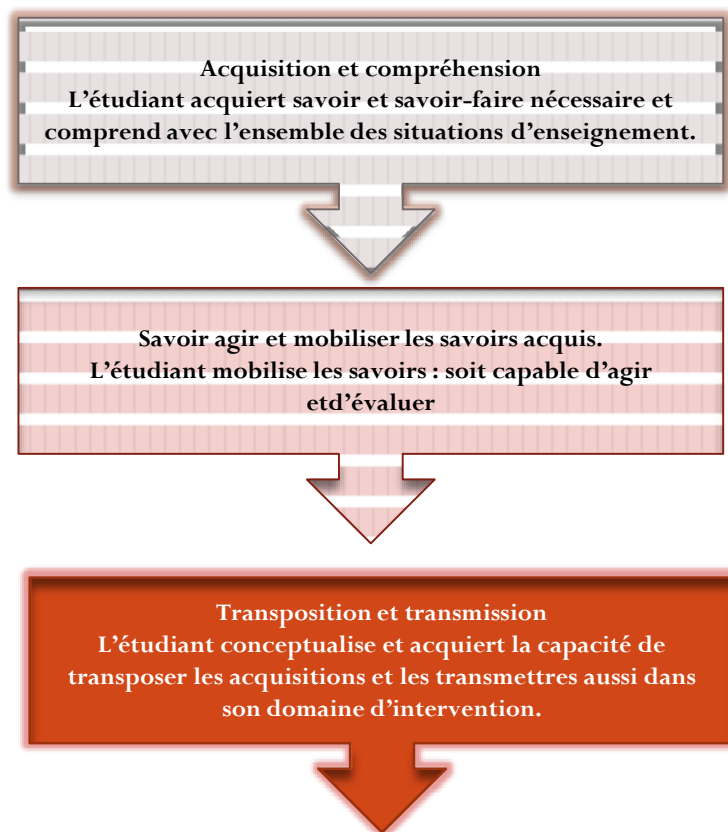 Acquisition et compréhension
L’étudiant acquiert savoir et savoir-faire nécessaire et
comprend avec l’ensemble des situations d’enseignement.
Savoir agir et mobiliser les savoirs acquis.
L’étudiant mobilise les savoirs : soit capable d’agir
etd’évaluer
Transposition et transmission
L’étudiant conceptualise et acquiert la capacité de
transposer les acquisitions et les transmettres aussi dans
son domaine d’intervention.